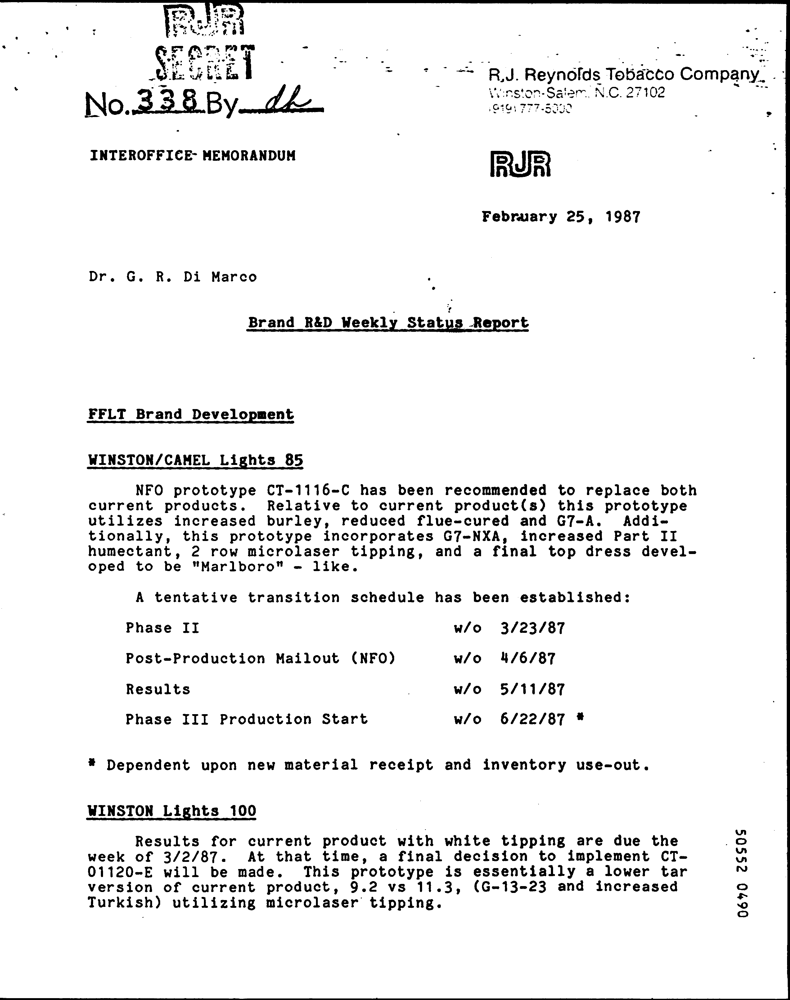 RJR
SECRET
No. 338 By dh
R.J. Reynolds Tobacco Company
Winston-Salem, N.C. 27102
(919) 777-5000
INTEROFFICE MEMORANDUM
RJR
February 25, 1987
Dr. G. R. Di Marco
Brand R&D Weekly Status Report
FFLT Brand Development
WINSTON/CAMEL Lights 85
NFO prototype CT-1116-C has been recommended to replace both
current products. Relative to current product(s) this prototype
utilizes increased burley, reduced flue-cured and G7-A. Addi-
tionally, this prototype incorporates G7-NXA, increased Part II
humectant, 2 row microlaser tipping, and a final top dress devel-
oped to be "Marlboro" - like.
A tentative transition schedule has been established:
Phase II w/o 3/23/87
Post-Production Mailout (NFO) w/o 4/6/87
Results w/o 5/11/87
Phase III Production Start w/o 6/22/87 *
* Dependent upon new material receipt and inventory use-out.
WINSTON Lights 100
Results for current product with white tipping are due the
week of 3/2/87. At that time, a final decision to implement CT-
01120-E will be made. This prototype is essentially a lower tar
version of current product, 9.2 vs 11.3, (G-13-23 and increased
Turkish) utilizing microlaser tipping.
50552 0490